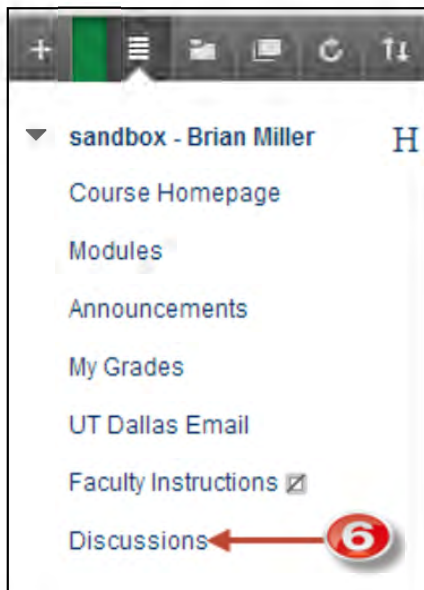 sandbox - Brian Miller
Course Homepage
Modules
Announcements
My Grades
UT Dallas Email
Faculty Instructions
Discussions
6